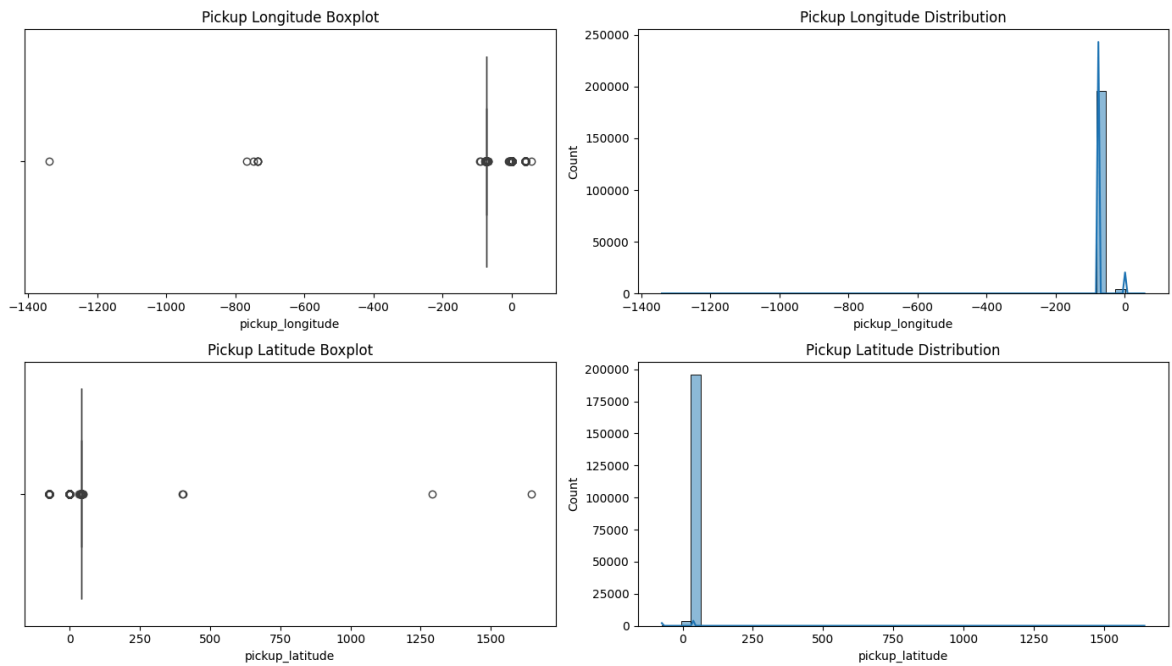 Pickup Longitude Boxplot
−1400 −1200 −1000 −800 −600 −400 −200 0
pickup_longitude
Pickup Longitude Distribution
250000
200000
150000
100000
50000
0
Count
−1400 −1200 −1000 −800 −600 −400 −200 0
pickup_longitude
Pickup Latitude Boxplot
0 250 500 750 1000 1250 1500
pickup_latitude
Pickup Latitude Distribution
200000
175000
150000
125000
100000
75000
50000
25000
0
Count
0 250 500 750 1000 1250 1500
pickup_latitude